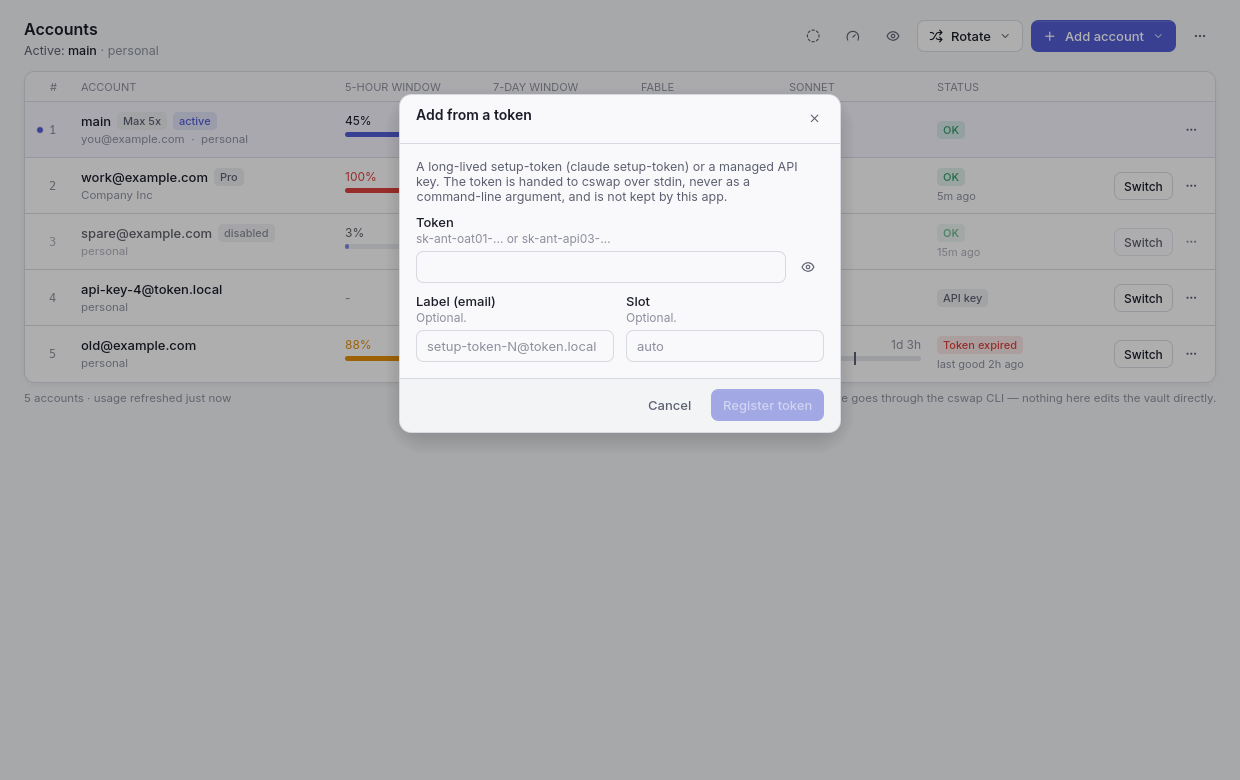 Accounts
Active: main · personal
Rotate
Add account
# ACCOUNT 5-HOUR WINDOW 7-DAY WINDOW FABLE SONNET STATUS
1 main Max 5x active 45% OK
you@example.com · personal
2 work@example.com Pro 100% OK Switch
Company Inc 5m ago
3 spare@example.com disabled 3% OK Switch
personal 15m ago
4 api-key-4@token.local - API key Switch
personal
5 old@example.com 88% 1d 3h Token expired Switch
personal last good 2h ago
5 accounts · usage refreshed just now
goes through the cswap CLI — nothing here edits the vault directly.
Add from a token
A long-lived setup-token (claude setup-token) or a managed API
key. The token is handed to cswap over stdin, never as a
command-line argument, and is not kept by this app.
Token
sk-ant-oat01-... or sk-ant-api03-...
Label (email) Slot
Optional. Optional.
setup-token-N@token.local auto
Cancel Register token